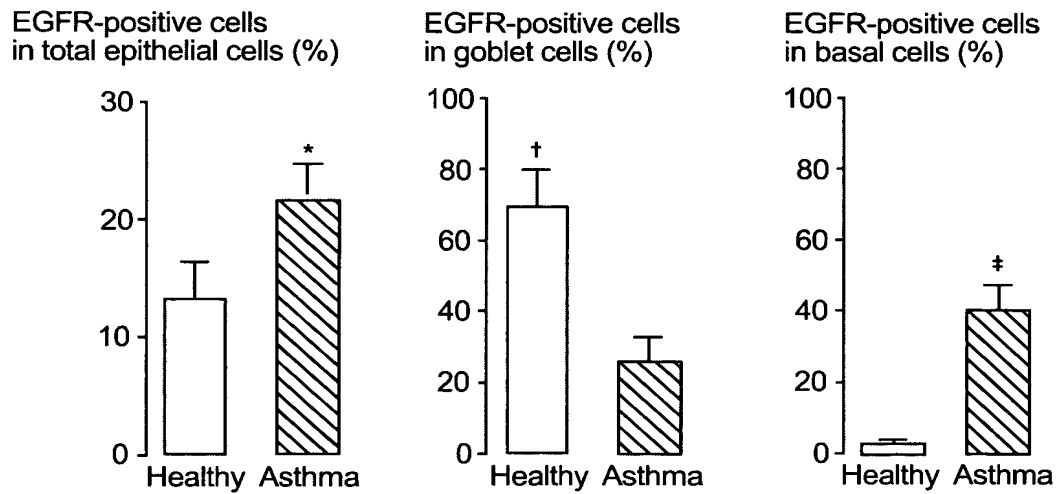 EGFR-positive cells
in total epithelial cells (%)
30
20
10
0
*
Healthy Asthma
EGFR-positive cells
in goblet cells (%)
100
80
60
40
20
0
†
Healthy Asthma
EGFR-positive cells
in basal cells (%)
100
80
60
40
20
0
‡
Healthy Asthma